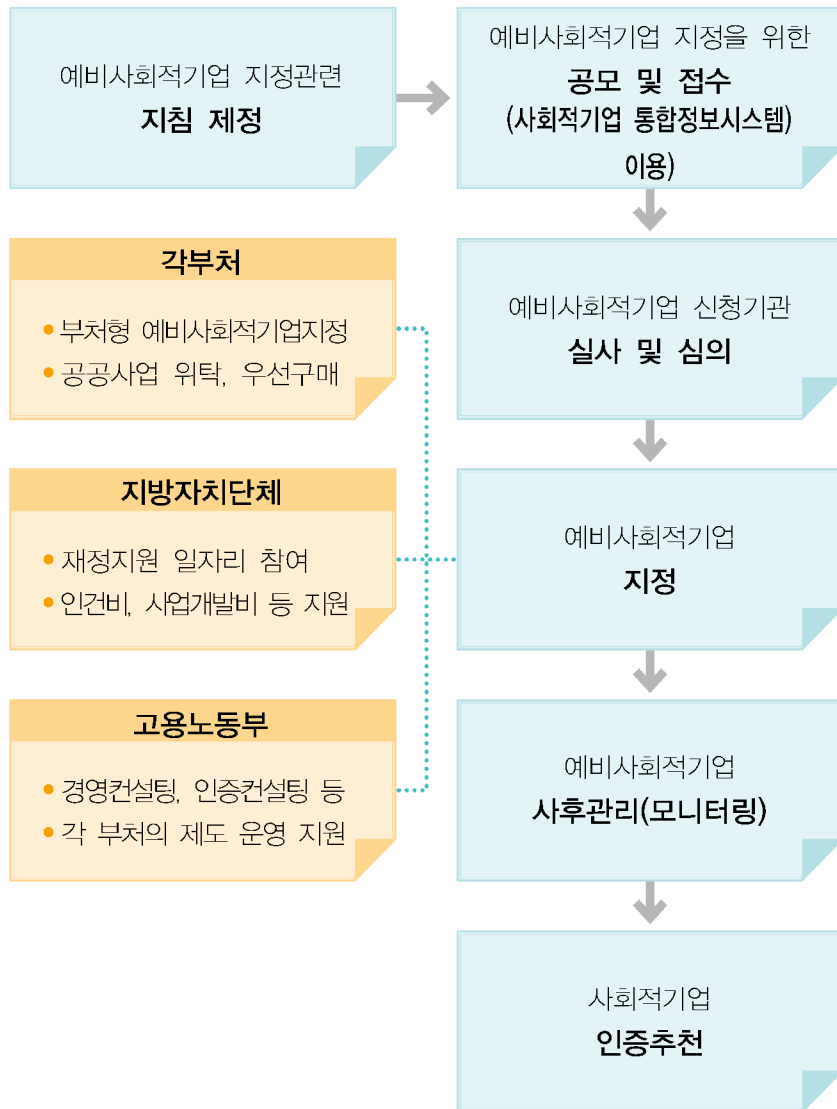 예비사회적기업 지정관련
지침 제정
예비사회적기업 지정을 위한
공모 및 접수
(사회적기업 통합정보시스템)
이용)
각부처
• 부처형 예비사회적기업지정
• 공공사업 위탁, 우선구매
예비사회적기업 신청기관
실사 및 심의
지방자치단체
• 재정지원 일자리 참여
• 인건비, 사업개발비 등 지원
예비사회적기업
지정
고용노동부
• 경영컨설팅, 인증컨설팅 등
• 각 부처의 제도 운영 지원
예비사회적기업
사후관리(모니터링)
사회적기업
인증추천